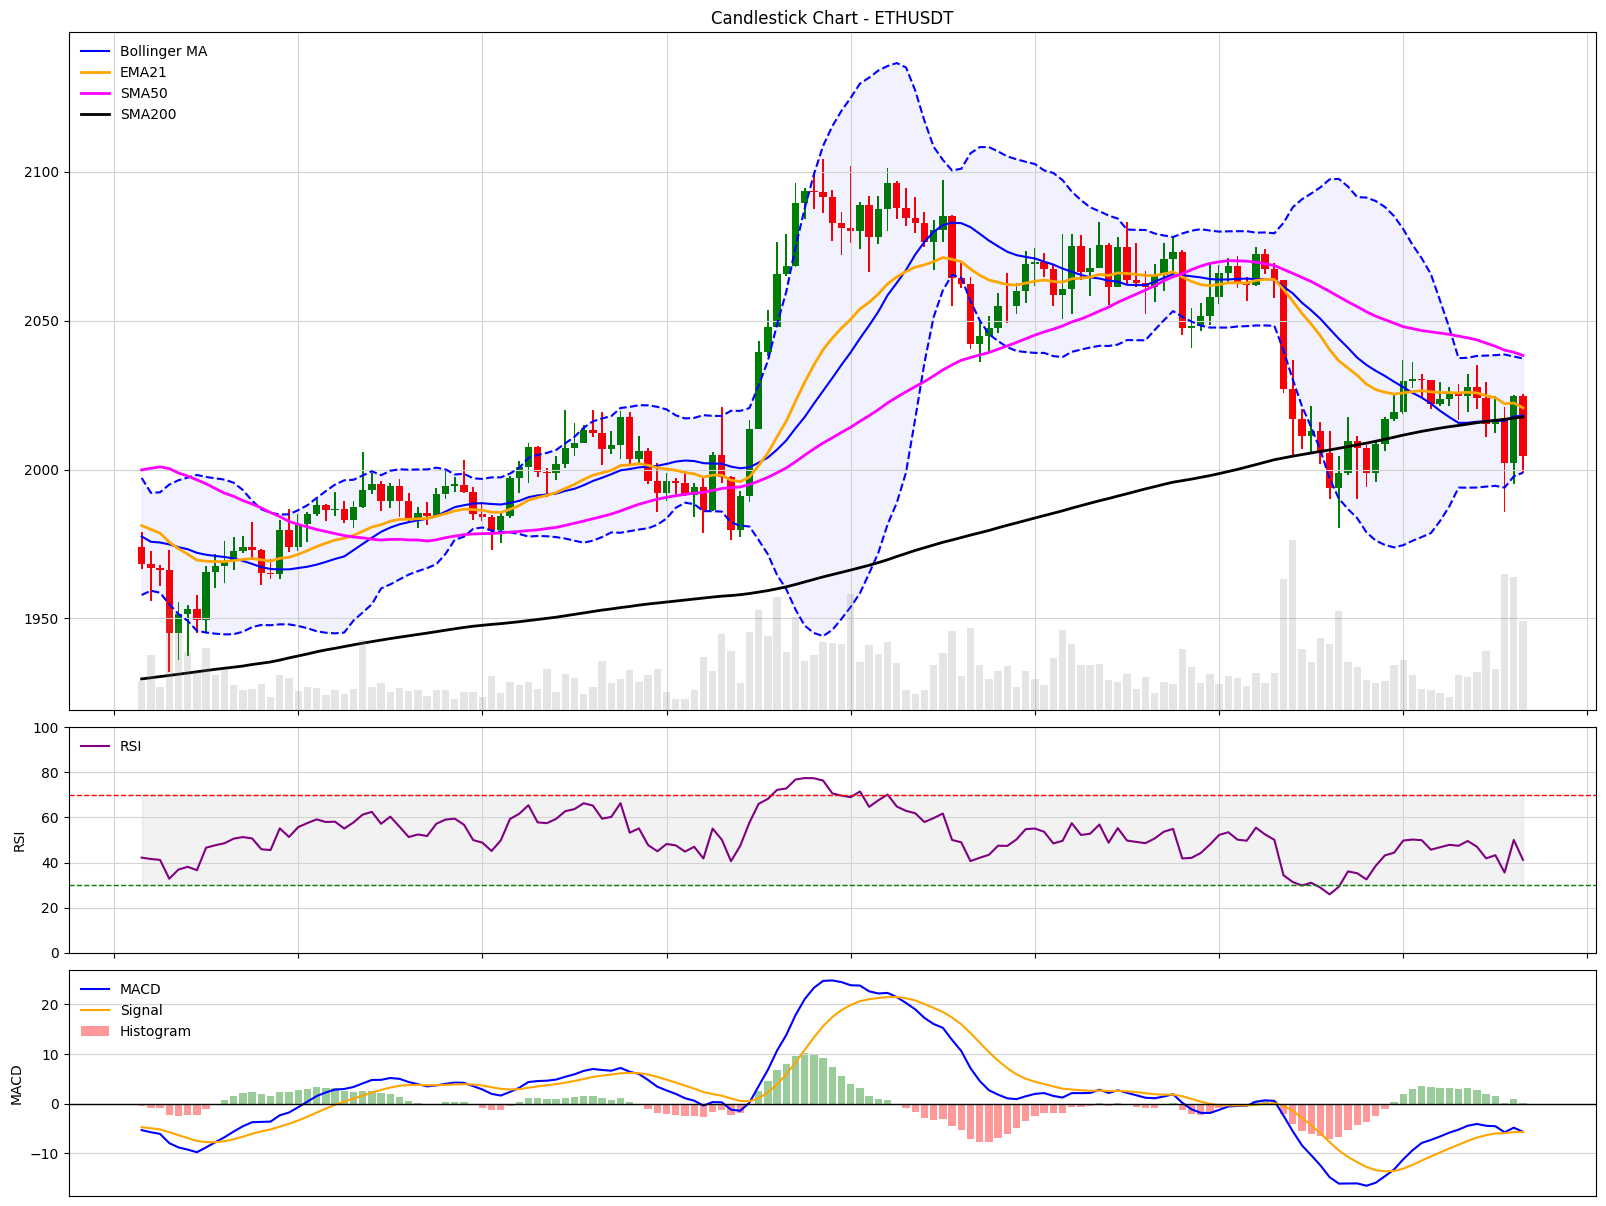 Candlestick Chart - ETHUSDT
Bollinger MA
EMA21
SMA50
SMA200
2100
2050
2000
1950
RSI
100
80
60
40
20
0
RSI
MACD
Signal
Histogram
20
10
0
−10
MACD